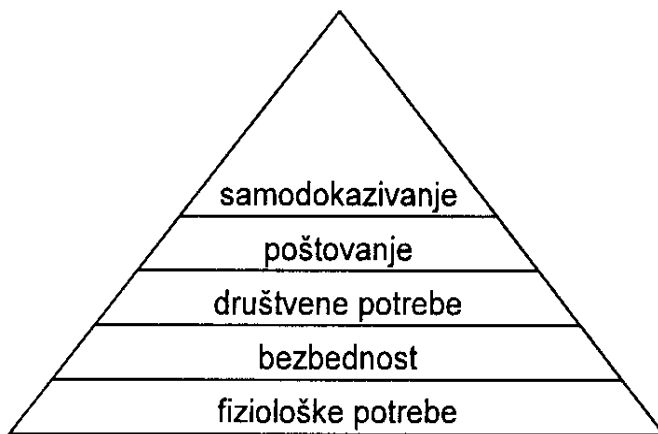 samodokazivanje
poštovanje
društvene potrebe
bezbednost
fiziološke potrebe